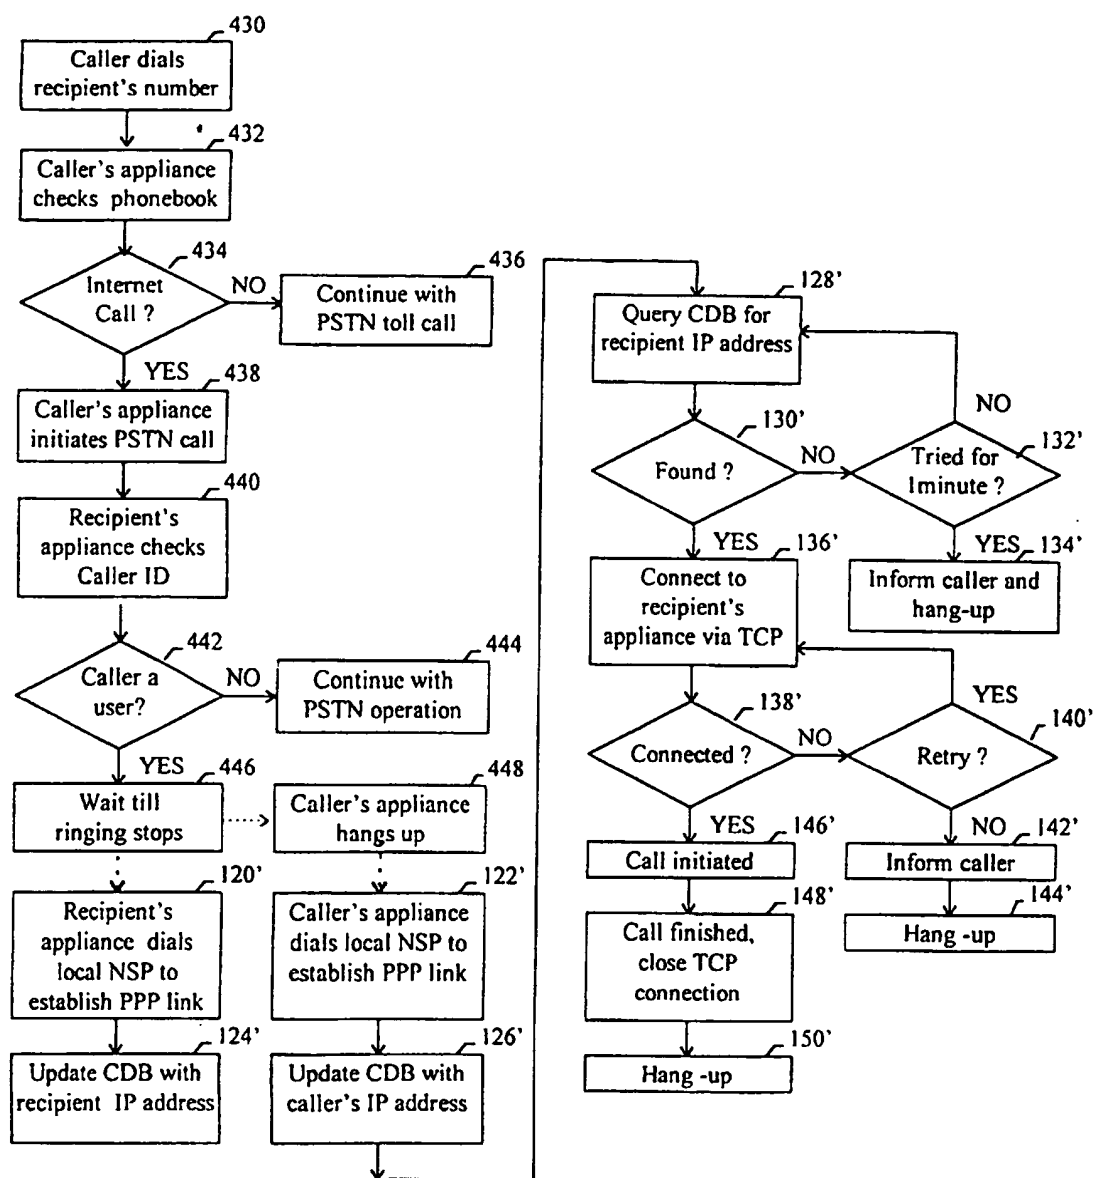 430
Caller dials
recipient's number
432
Caller's appliance
checks phonebook
434
Internet
Call ?
NO
436
Continue with
PSTN toll call
YES
438
Caller's appliance
initiates PSTN call
440
Recipient's
appliance checks
Caller ID
442
Caller a
user?
NO
444
Continue with
PSTN operation
YES
446
Wait till
ringing stops
448
Caller's appliance
hangs up
120'
Recipient's
appliance dials
local NSP to
establish PPP link
122'
Caller's appliance
dials local NSP to
establish PPP link
124'
Update CDB with
recipient IP address
126'
Update CDB with
caller's IP address
128'
Query CDB for
recipient IP address
130'
Found ?
NO
132'
Tried for
1minute ?
NO
YES
134'
Inform caller and
hang-up
YES
136'
Connect to
recipient's
appliance via TCP
138'
Connected ?
NO
140'
Retry ?
YES
NO
142'
Inform caller
144'
Hang -up
YES
146'
Call initiated
148'
Call finished,
close TCP
connection
150'
Hang -up